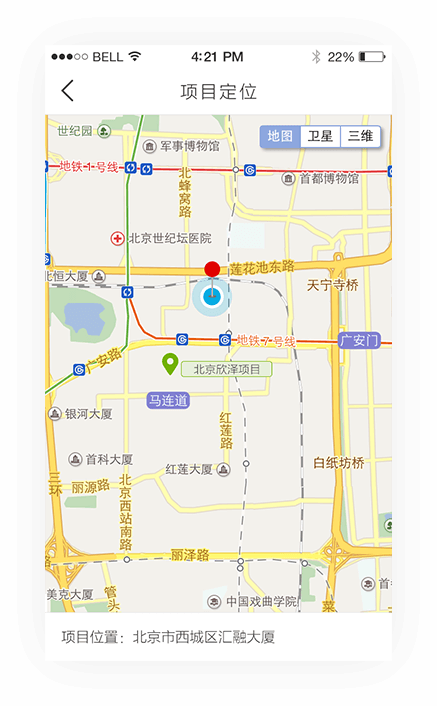 BELL 4:21 PM 22%
项目定位
世纪园
军事博物馆
地图 卫星 三维
地铁1号线
北蜂窝路
首都博物馆
北京世纪坛医院
莲花池东路
北恒大厦
天宁寺桥
地铁7号线
广安门
广安路
北京欣泽项目
马连道
银河大厦
红莲路
首科大厦
红莲大厦
白纸坊桥
三环
丽源路
北京西站南路
丽泽路
美克大厦
管头
中国戏曲学院
菜
首
项目位置：北京市西城区汇融大厦